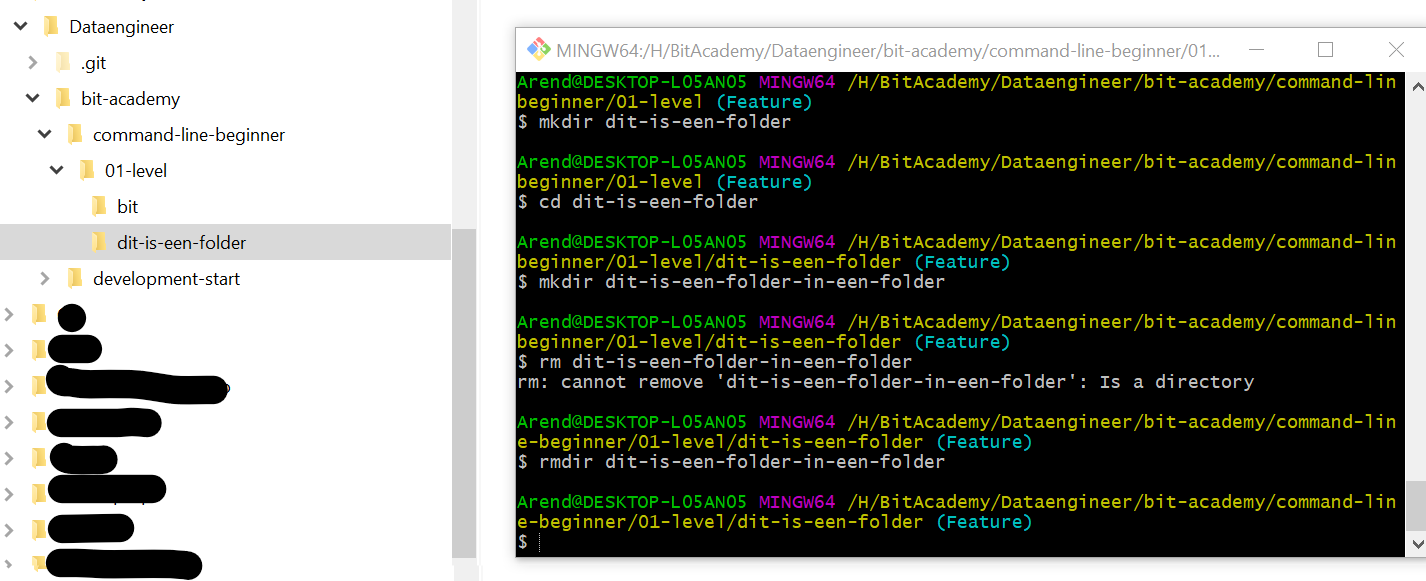 Dataengineer
.git
bit-academy
command-line-beginner
01-level
bit
dit-is-een-folder
development-start
MINGW64:/H/BitAcademy/Dataengineer/bit-academy/command-line-beginner/01...
Arend@DESKTOP-L05AN05 MINGW64 /H/BitAcademy/Dataengineer/bit-academy/command-lin
beginner/01-level (Feature)
$ mkdir dit-is-een-folder
Arend@DESKTOP-L05AN05 MINGW64 /H/BitAcademy/Dataengineer/bit-academy/command-lin
beginner/01-level (Feature)
$ cd dit-is-een-folder
Arend@DESKTOP-L05AN05 MINGW64 /H/BitAcademy/Dataengineer/bit-academy/command-lin
beginner/01-level/dit-is-een-folder (Feature)
$ mkdir dit-is-een-folder-in-een-folder
Arend@DESKTOP-L05AN05 MINGW64 /H/BitAcademy/Dataengineer/bit-academy/command-lin
beginner/01-level/dit-is-een-folder (Feature)
$ rm dit-is-een-folder-in-een-folder
rm: cannot remove 'dit-is-een-folder-in-een-folder': Is a directory
Arend@DESKTOP-L05AN05 MINGW64 /H/BitAcademy/Dataengineer/bit-academy/command-lin
e-beginner/01-level/dit-is-een-folder (Feature)
$ rmdir dit-is-een-folder-in-een-folder
Arend@DESKTOP-L05AN05 MINGW64 /H/BitAcademy/Dataengineer/bit-academy/command-lin
e-beginner/01-level/dit-is-een-folder (Feature)
$